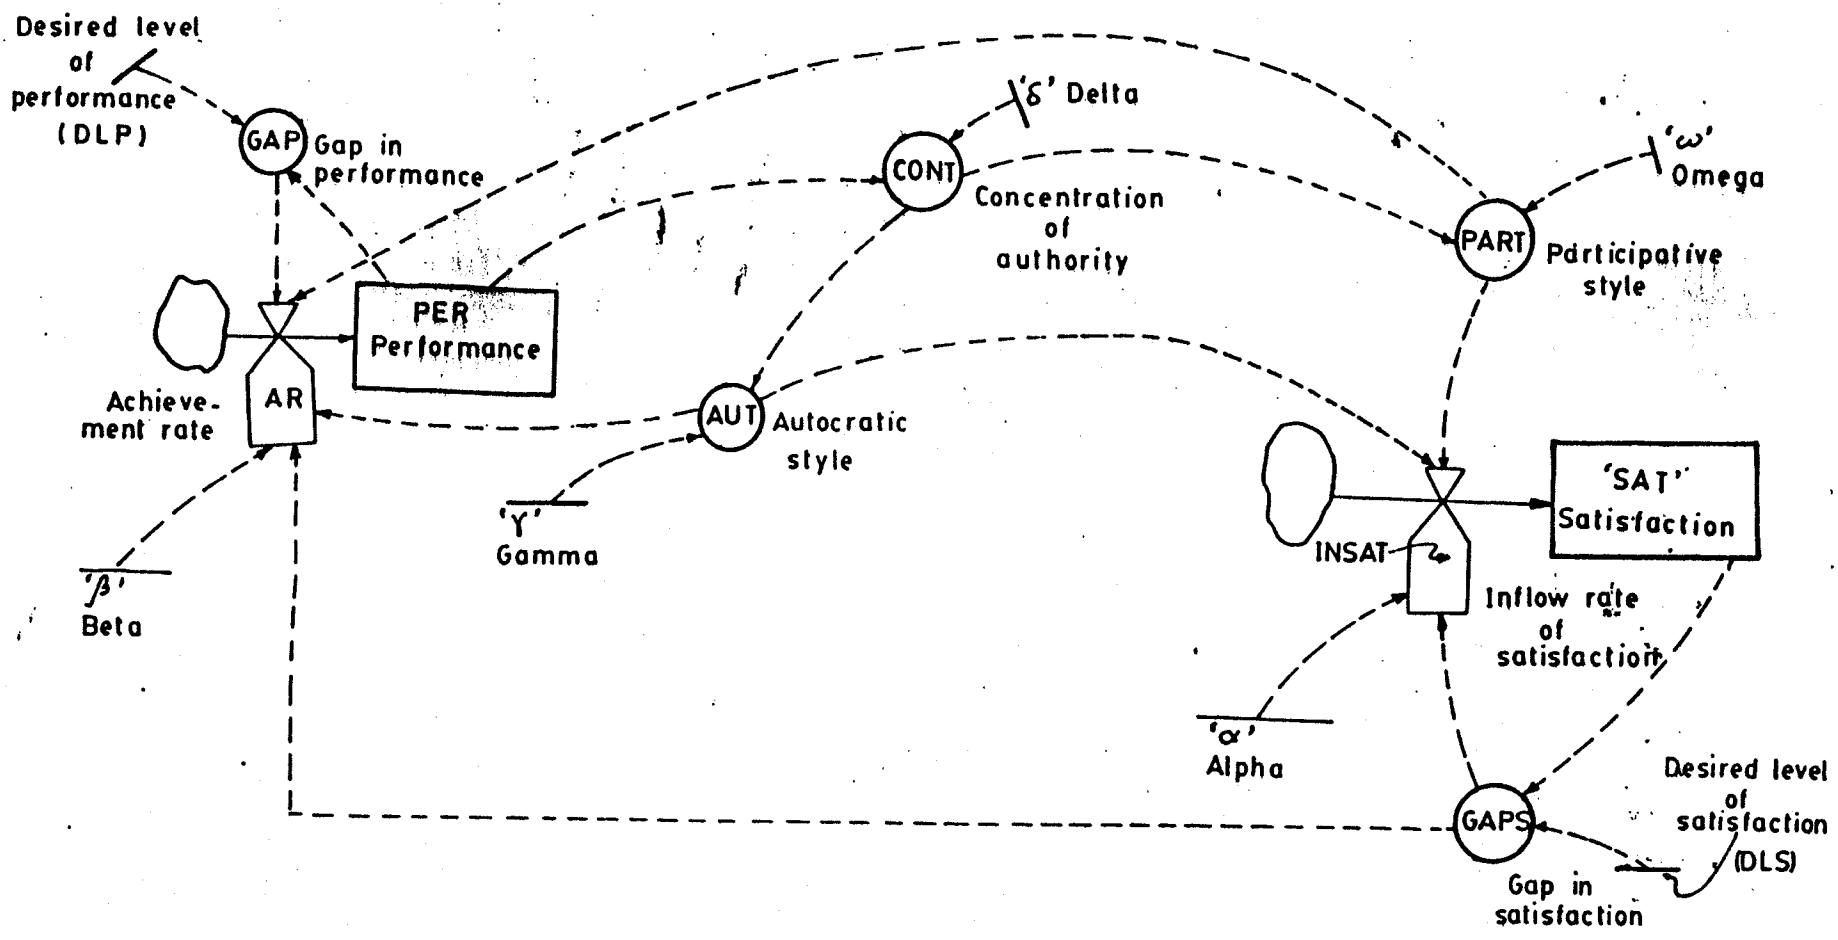 Desired level
of
performance
(DLP)
GAP
Gap in
performance
'δ' Delta
CONT
Concentration
of
authority
'ω'
Omega
PART
Participative
style
PER
Performance
AR
Achieve-
ment rate
AUT
Autocratic
style
'γ'
Gamma
'β'
Beta
'SAT'
Satisfaction
INSAT
Inflow rate
of
satisfaction
'α'
Alpha
GAPS
Gap in
satisfaction
Desired level
of
satisfaction
(DLS)